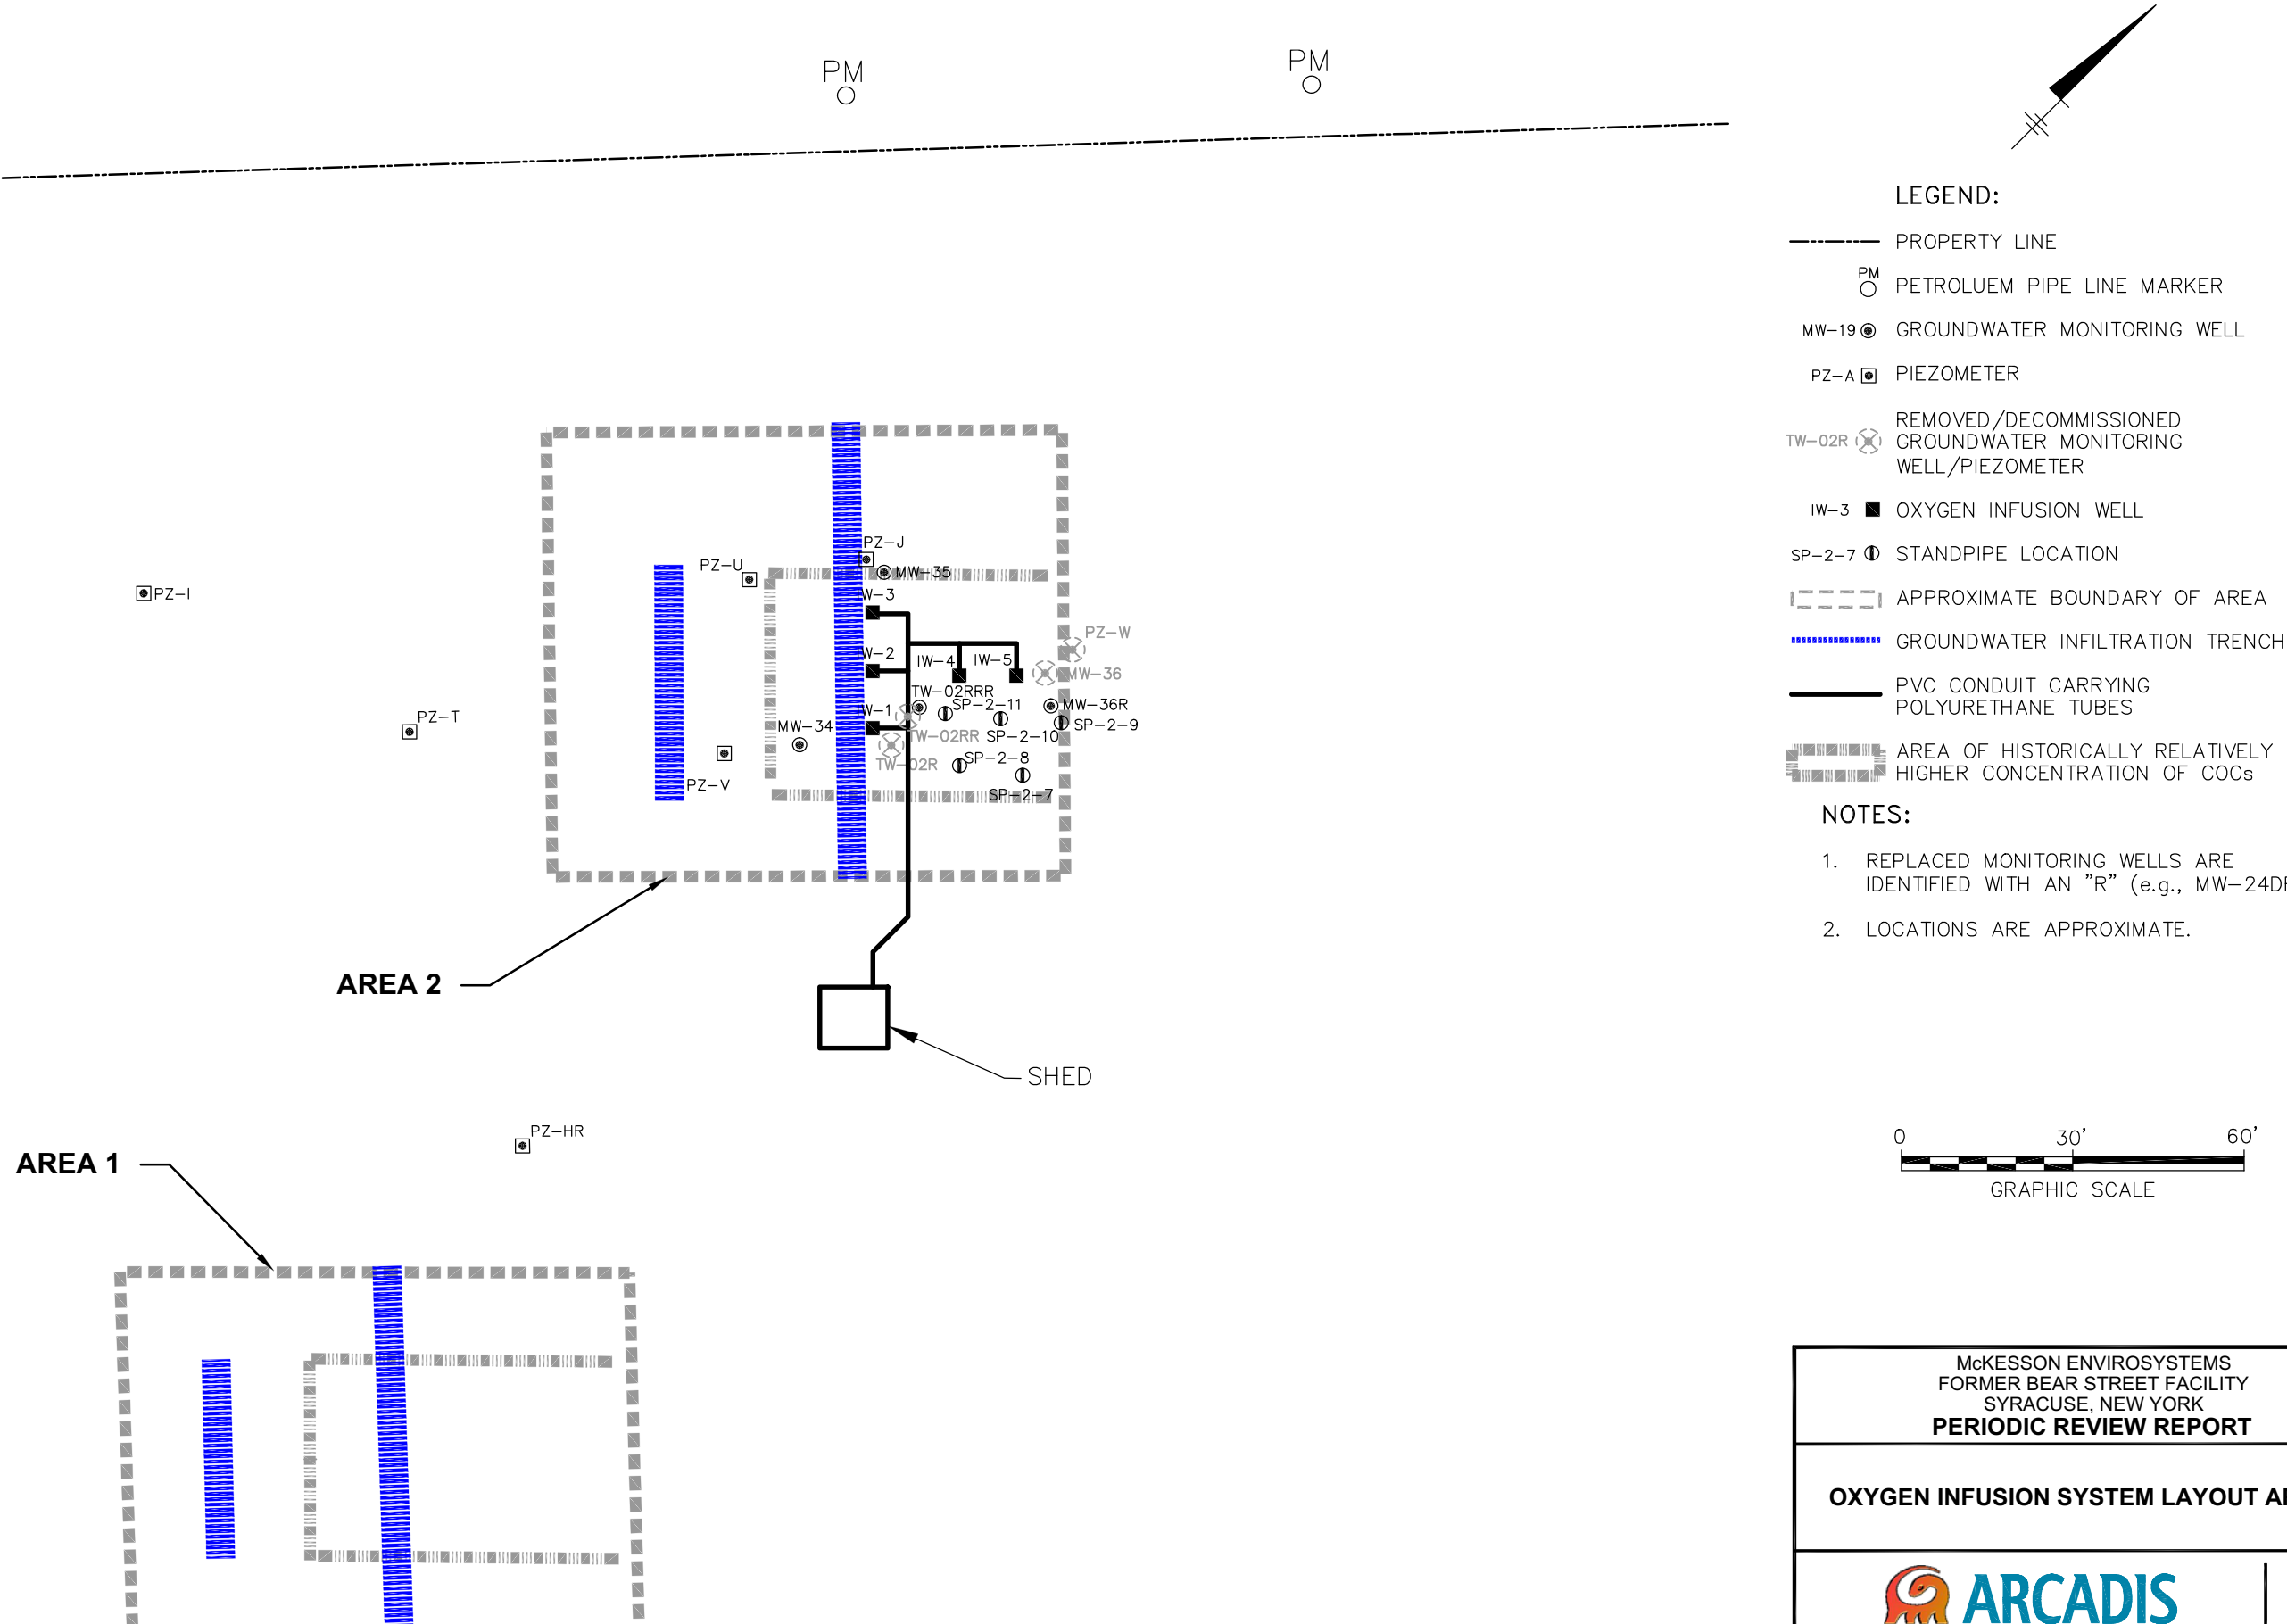 PM
PM
LEGEND:
PROPERTY LINE
PM
PETROLUEM PIPE LINE MARKER
MW-19
GROUNDWATER MONITORING WELL
PZ-A
PIEZOMETER
TW-02R
REMOVED/DECOMMISSIONED
GROUNDWATER MONITORING
WELL/PIEZOMETER
IW-3
OXYGEN INFUSION WELL
SP-2-7
STANDPIPE LOCATION
APPROXIMATE BOUNDARY OF AREA
GROUNDWATER INFILTRATION TRENCH
PVC CONDUIT CARRYING
POLYURETHANE TUBES
AREA OF HISTORICALLY RELATIVELY
HIGHER CONCENTRATION OF COCs
NOTES:
1. REPLACED MONITORING WELLS ARE
IDENTIFIED WITH AN "R" (e.g., MW-24D
2. LOCATIONS ARE APPROXIMATE.
PZ-J
PZ-U
MW-35
PZ-I
IW-3
PZ-W
IW-2
IW-4
IW-5
MW-36
TW-02RRR
SP-2-11
MW-36R
IW-1
PZ-T
MW-34
SP-2-9
TW-02RR
SP-2-10
TW-02R
SP-2-8
PZ-V
SP-2-7
AREA 2
SHED
PZ-HR
AREA 1
0 30' 60'
GRAPHIC SCALE
McKESSON ENVIROSYSTEMS
FORMER BEAR STREET FACILITY
SYRACUSE, NEW YORK
PERIODIC REVIEW REPORT
OXYGEN INFUSION SYSTEM LAYOUT
ARCADIS